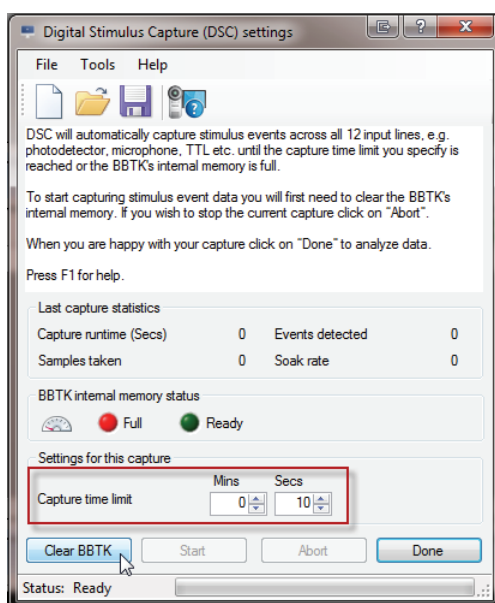 Digital Stimulus Capture (DSC) settings
File Tools Help
DSC will automatically capture stimulus events across all 12 input lines, e.g.
photodetector, microphone, TTL etc. until the capture time limit you specify is
reached or the BBTK's internal memory is full.
To start capturing stimulus event data you will first need to clear the BBTK's
internal memory. If you wish to stop the current capture click on "Abort".
When you are happy with your capture click on "Done" to analyze data.
Press F1 for help.
Last capture statistics
Capture runtime (Secs) 0 Events detected 0
Samples taken 0 Soak rate 0
BBTK internal memory status
Full Ready
Settings for this capture
Mins Secs
Capture time limit 0 10
Clear BBTK Start Abort Done
Status: Ready